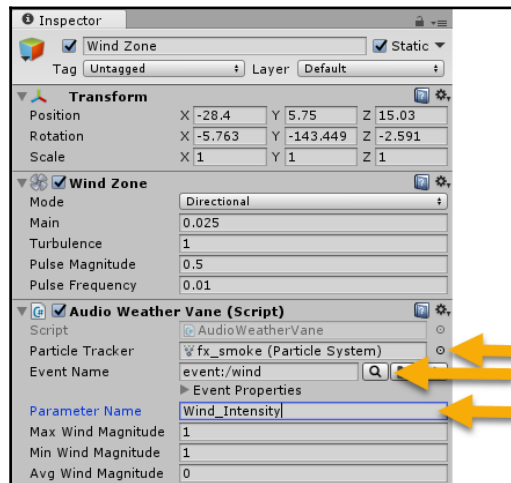 Inspector
Wind Zone Static
Tag Untagged Layer Default
Transform
Position X -28.4 Y 5.75 Z 15.03
Rotation X -5.763 Y -143.449 Z -2.591
Scale X 1 Y 1 Z 1
Wind Zone
Mode Directional
Main 0.025
Turbulence 1
Pulse Magnitude 0.5
Pulse Frequency 0.01
Audio Weather Vane (Script)
Script AudioWeatherVane
Particle Tracker fx_smoke (Particle System)
Event Name event:/wind
Event Properties
Parameter Name Wind_Intensity
Max Wind Magnitude 1
Min Wind Magnitude 1
Avg Wind Magnitude 0